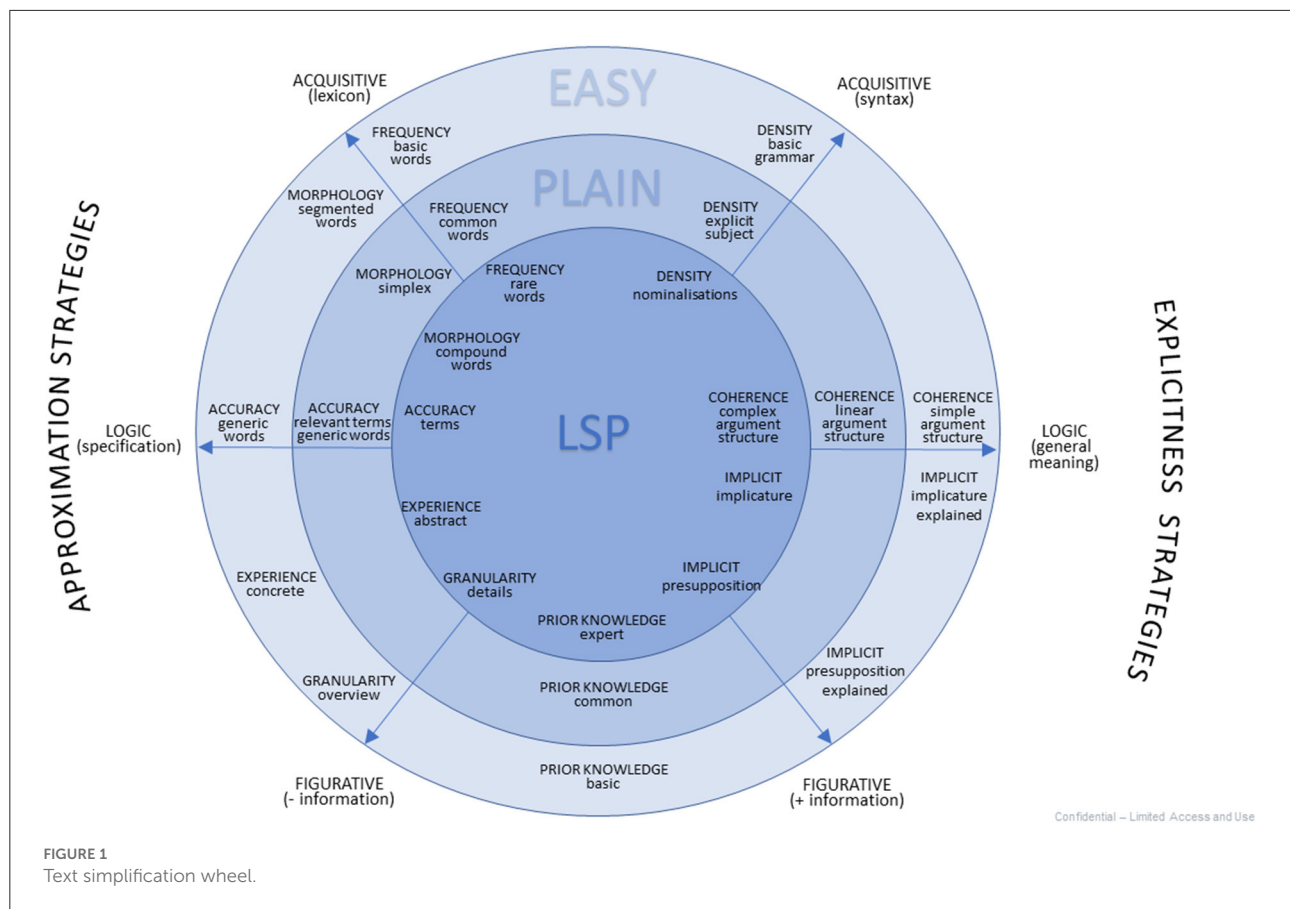 ACQUISITIVE
(lexicon)
EASY
ACQUISITIVE
(syntax)
FREQUENCY
basic
words
DENSITY
basic
grammar
MORPHOLOGY
segmented
words
PLAIN
FREQUENCY
common
words
DENSITY
explicit
subject
MORPHOLOGY
simplex
FREQUENCY
rare
words
DENSITY
nominalisations
MORPHOLOGY
compound
words
APPROXIMATION STRATEGIES
EXPLICITNESS STRATEGIES
LOGIC
(specification)
ACCURACY
generic
words
ACCURACY
relevant terms
generic words
ACCURACY
terms
LSP
COHERENCE
complex
argument
structure
COHERENCE
linear
argument
structure
COHERENCE
simple
argument
structure
LOGIC
(general
meaning)
IMPLICIT
implicature
IMPLICIT
implicature
explained
EXPERIENCE
abstract
EXPERIENCE
concrete
GRANULARITY
details
IMPLICIT
presupposition
PRIOR KNOWLEDGE
expert
GRANULARITY
overview
PRIOR KNOWLEDGE
common
IMPLICIT
presupposition
explained
PRIOR KNOWLEDGE
basic
FIGURATIVE
(- information)
FIGURATIVE
(+ information)
Confidential – Limited Access and Use
FIGURE 1
Text simplification wheel.